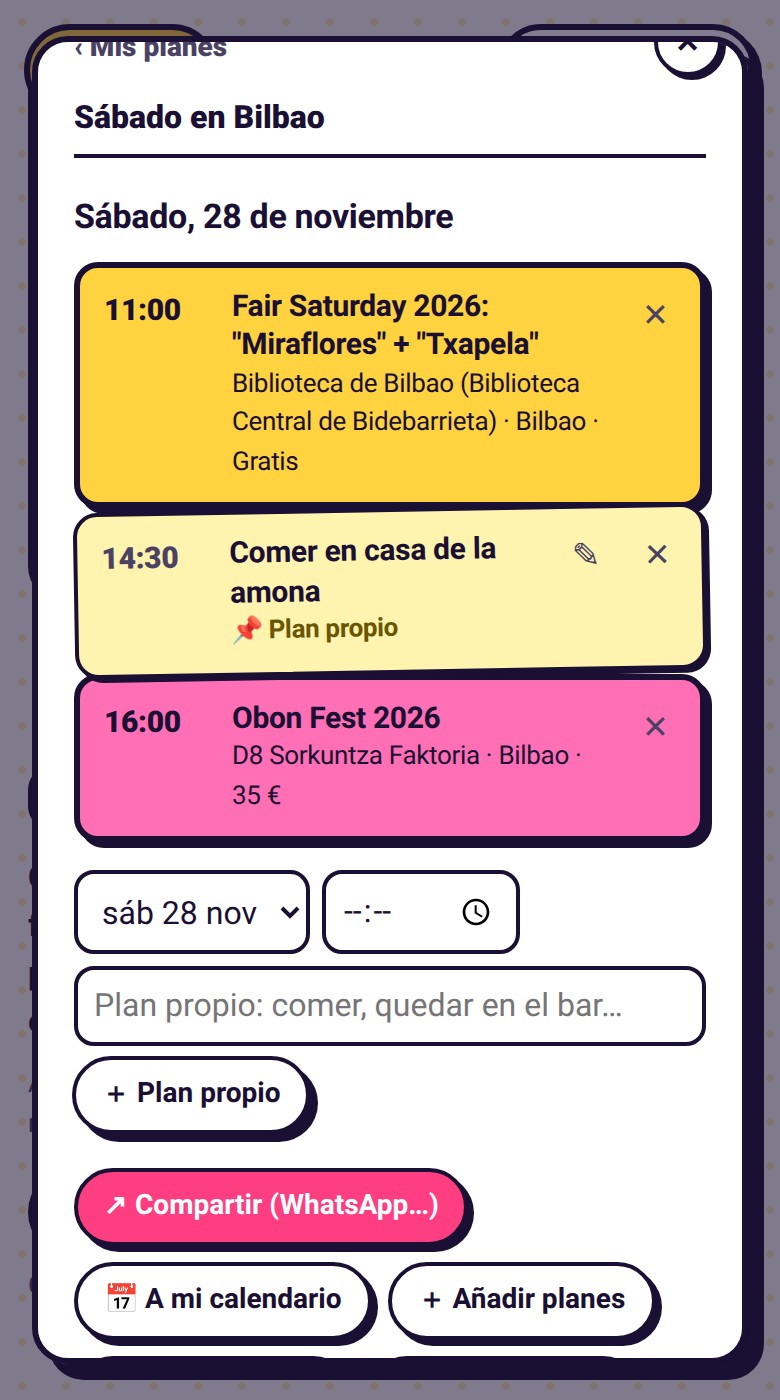 ‹ Mis planes
Sábado en Bilbao
Sábado, 28 de noviembre
11:00
Fair Saturday 2026:
"Miraflores" + "Txapela"
Biblioteca de Bilbao (Biblioteca
Central de Bidebarrieta) · Bilbao ·
Gratis
14:30
Comer en casa de la
amona
📌 Plan propio
16:00
Obon Fest 2026
D8 Sorkuntza Faktoria · Bilbao ·
35 €
sáb 28 nov
--:--
Plan propio: comer, quedar en el bar…
+ Plan propio
↗ Compartir (WhatsApp…)
📅 A mi calendario
+ Añadir planes